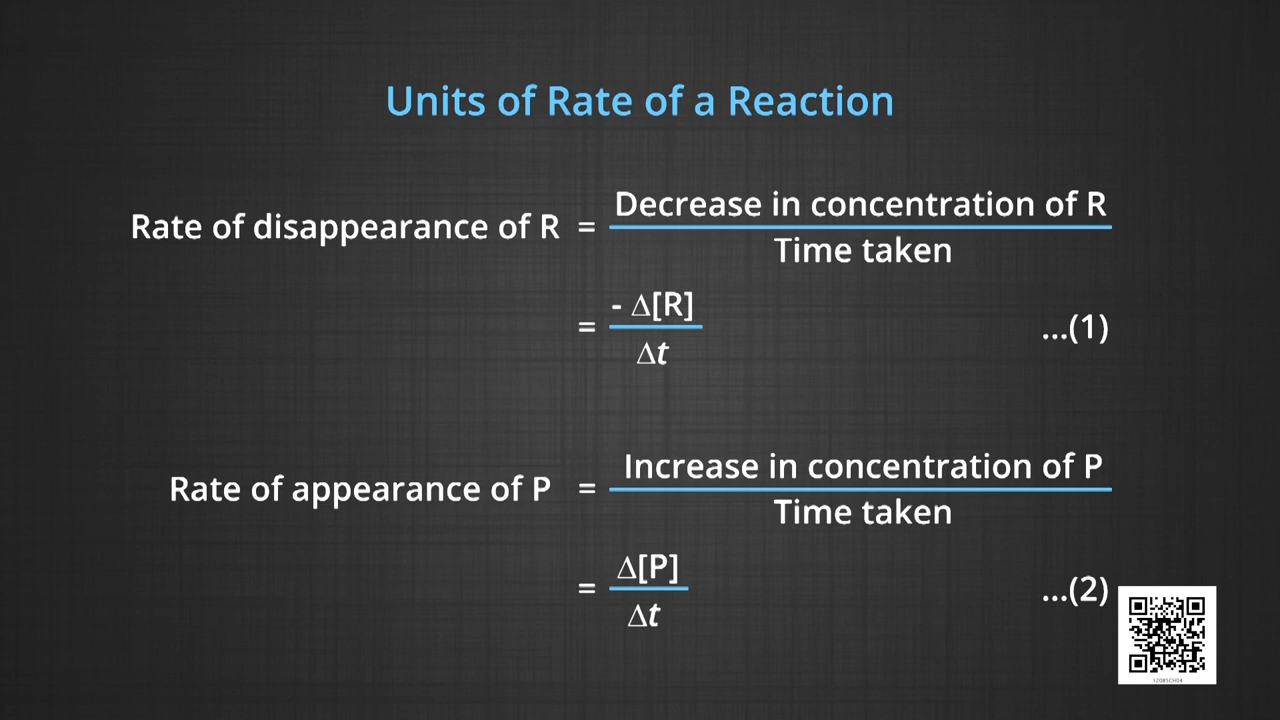 Units of Rate of a Reaction
Rate of disappearance of R = Decrease in concentration of R
Time taken
= - Δ[R]
Δt
...(1)
Rate of appearance of P = Increase in concentration of P
Time taken
= Δ[P]
Δt
...(2)
12085CH04